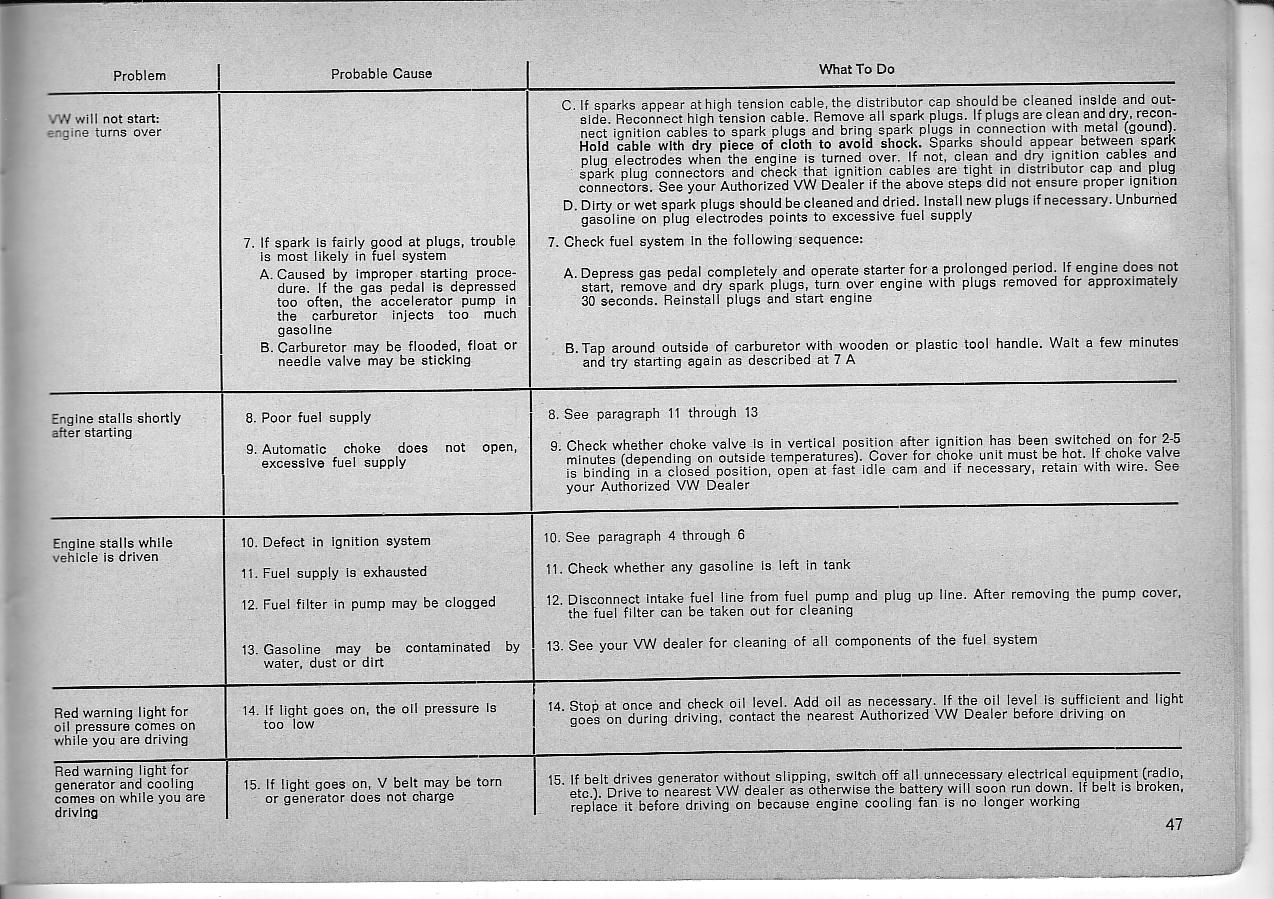 Problem
Probable Cause
What To Do
VW will not start:
engine turns over
C. If sparks appear at high tension cable, the distributor cap should be cleaned inside and out-
side. Reconnect high tension cable. Remove all spark plugs. If plugs are clean and dry, recon-
nect ignition cables to spark plugs and bring spark plugs in connection with metal (gound).
Hold cable with dry piece of cloth to avoid shock. Sparks should appear between spark
plug electrodes when the engine is turned over. If not, clean and dry ignition cables and
spark plug connectors and check that ignition cables are tight in distributor cap and plug
connectors. See your Authorized VW Dealer if the above steps did not ensure proper ignition
D. Dirty or wet spark plugs should be cleaned and dried. Install new plugs if necessary. Unburned
gasoline on plug electrodes points to excessive fuel supply
7. If spark is fairly good at plugs, trouble
is most likely in fuel system
A. Caused by improper starting proce-
dure. If the gas pedal is depressed
too often, the accelerator pump in
the carburetor injects too much
gasoline
B. Carburetor may be flooded, float or
needle valve may be sticking
7. Check fuel system in the following sequence:
A. Depress gas pedal completely and operate starter for a prolonged period. If engine does not
start, remove and dry spark plugs, turn over engine with plugs removed for approximately
30 seconds. Reinstall plugs and start engine
B. Tap around outside of carburetor with wooden or plastic tool handle. Wait a few minutes
and try starting again as described at 7 A
Engine stalls shortly
after starting
8. Poor fuel supply
8. See paragraph 11 through 13
9. Automatic choke does not open,
excessive fuel supply
9. Check whether choke valve is in vertical position after ignition has been switched on for 2-5
minutes (depending on outside temperatures). Cover for choke unit must be hot. If choke valve
is binding in a closed position, open at fast idle cam and if necessary, retain with wire. See
your Authorized VW Dealer
Engine stalls while
vehicle is driven
10. Defect in ignition system
10. See paragraph 4 through 6
11. Fuel supply is exhausted
11. Check whether any gasoline is left in tank
12. Fuel filter in pump may be clogged
12. Disconnect intake fuel line from fuel pump and plug up line. After removing the pump cover,
the fuel filter can be taken out for cleaning
13. Gasoline may be contaminated by
water, dust or dirt
13. See your VW dealer for cleaning of all components of the fuel system
Red warning light for
oil pressure comes on
while you are driving
14. If light goes on, the oil pressure is
too low
14. Stop at once and check oil level. Add oil as necessary. If the oil level is sufficient and light
goes on during driving, contact the nearest Authorized VW Dealer before driving on
Red warning light for
generator and cooling
comes on while you are
driving
15. If light goes on, V belt may be torn
or generator does not charge
15. If belt drives generator without slipping, switch off all unnecessary electrical equipment (radio,
etc.). Drive to nearest VW dealer as otherwise the battery will soon run down. If belt is broken,
replace it before driving on because engine cooling fan is no longer working
47